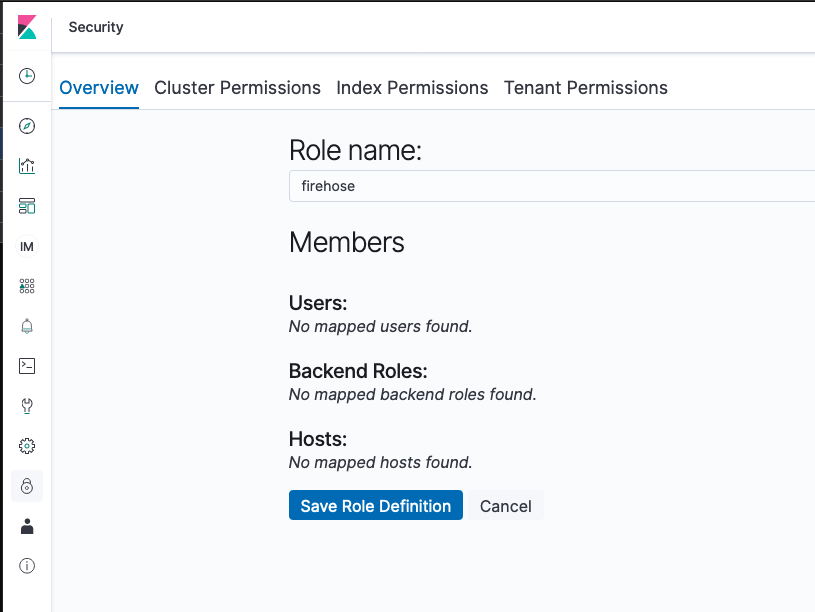 Security
Overview Cluster Permissions Index Permissions Tenant Permissions
Role name:
firehose
IM
Members
Users:
No mapped users found.
Backend Roles:
No mapped backend roles found.
Hosts:
No mapped hosts found.
Save Role Definition Cancel